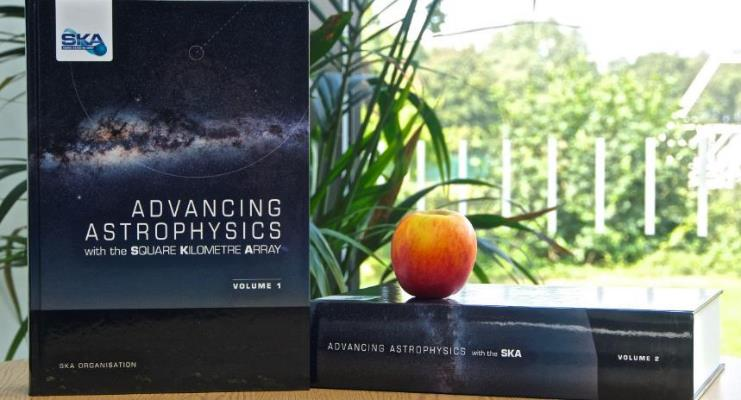 SKA
ADVANCING
ASTROPHYSICS
with the SQUARE KILOMETRE ARRAY
VOLUME 1
SKA ORGANISATION
ADVANCING ASTROPHYSICS with the SKA
VOLUME 2